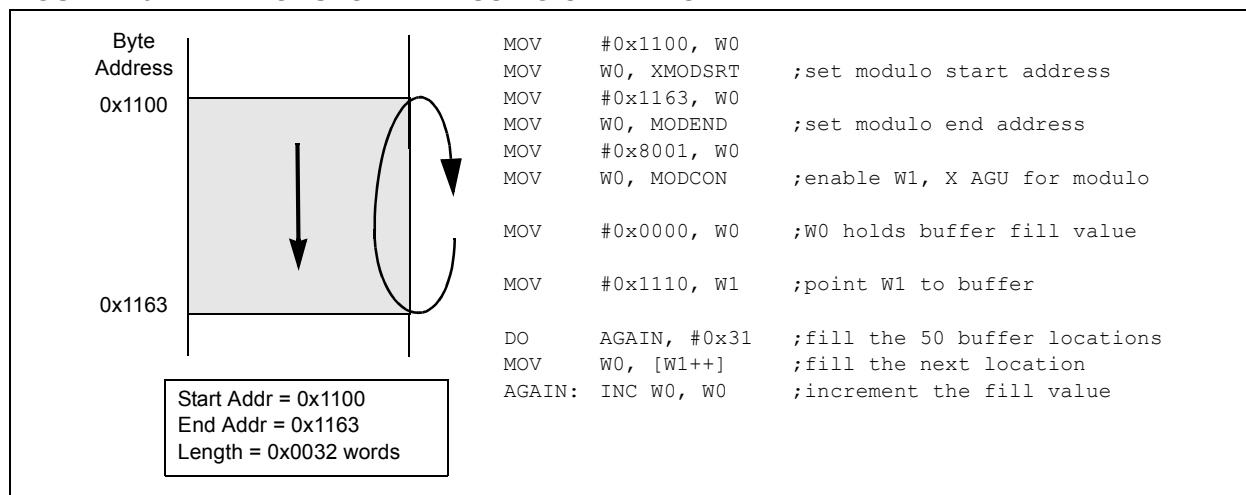 Byte
Address
0x1100
0x1163
Start Addr = 0x1100
End Addr = 0x1163
Length = 0x0032 words
MOV #0x1100, W0
MOV W0, XMODSRT ;set modulo start address
MOV #0x1163, W0
MOV W0, MODEND ;set modulo end address
MOV #0x8001, W0
MOV W0, MODCON ;enable W1, X AGU for modulo
MOV #0x0000, W0 ;W0 holds buffer fill value
MOV #0x1110, W1 ;point W1 to buffer
DO AGAIN, #0x31 ;fill the 50 buffer locations
MOV W0, [W1++] ;fill the next location
AGAIN: INC W0, W0 ;increment the fill value